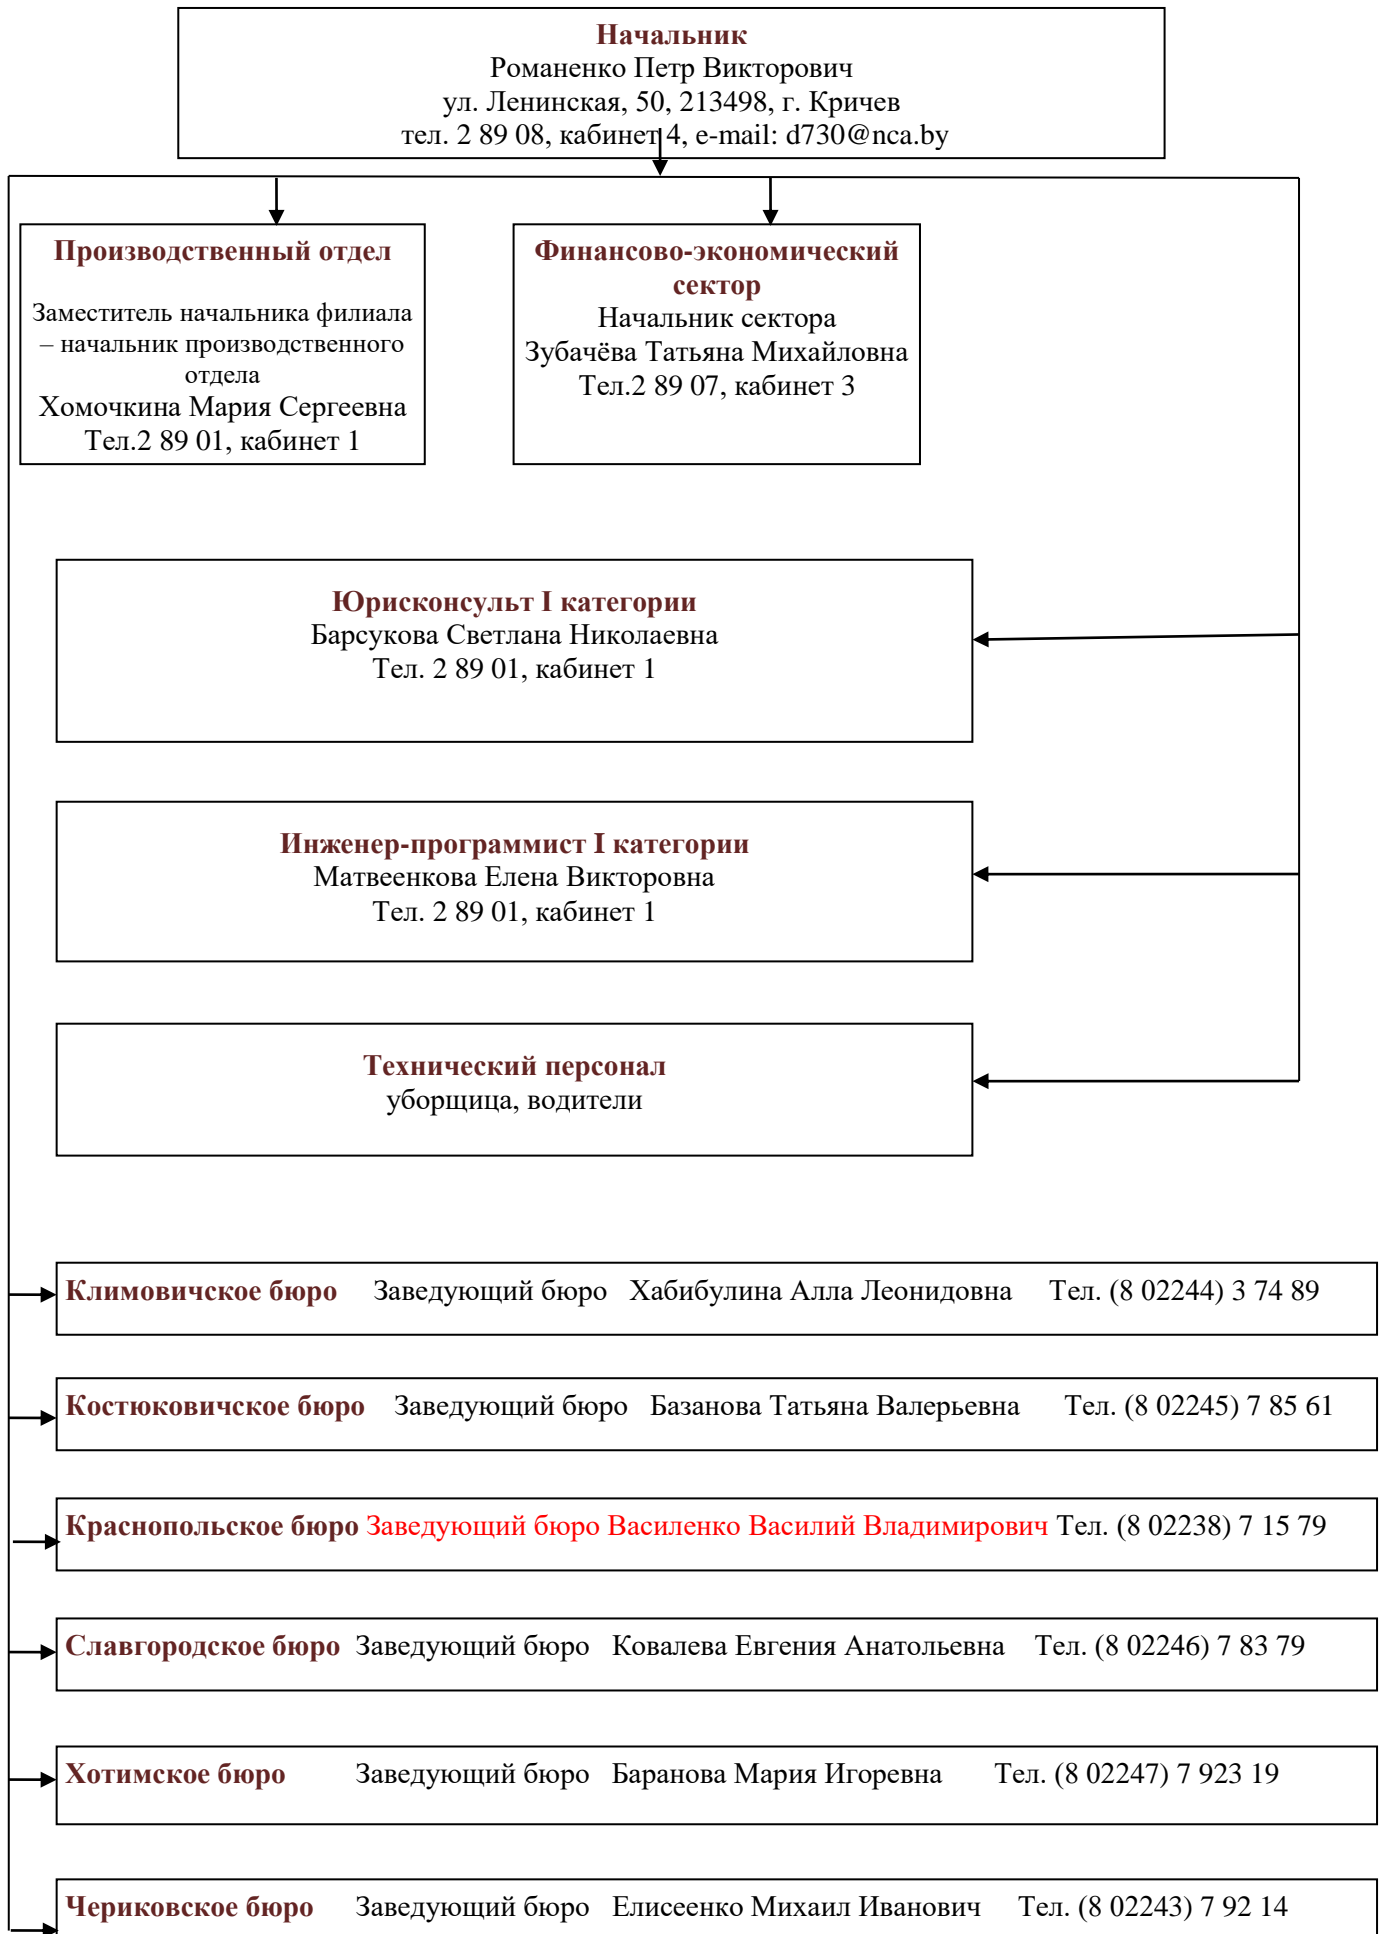 Начальник
Романенко Петр Викторович
ул. Ленинская, 50, 213498, г. Кричев
тел. 2 89 08, кабинет 4, e-mail: d730@nca.by
Производственный отдел
Заместитель начальника филиала
– начальник производственного
отдела
Хомочкина Мария Сергеевна
Тел.2 89 01, кабинет 1
Финансово-экономический
сектор
Начальник сектора
Зубачёва Татьяна Михайловна
Тел.2 89 07, кабинет 3
Юрисконсульт I категории
Барсукова Светлана Николаевна
Тел. 2 89 01, кабинет 1
Инженер-программист I категории
Матвеенкова Елена Викторовна
Тел. 2 89 01, кабинет 1
Технический персонал
уборщица, водители
Климовичское бюро Заведующий бюро Хабибулина Алла Леонидовна Тел. (8 02244) 3 74 89
Костюковичское бюро Заведующий бюро Базанова Татьяна Валерьевна Тел. (8 02245) 7 85 61
Краснопольское бюро Заведующий бюро Василенко Василий Владимирович Тел. (8 02238) 7 15 79
Славгородское бюро Заведующий бюро Ковалева Евгения Анатольевна Тел. (8 02246) 7 83 79
Хотимское бюро Заведующий бюро Баранова Мария Игоревна Тел. (8 02247) 7 923 19
Чериковское бюро Заведующий бюро Елисеенко Михаил Иванович Тел. (8 02243) 7 92 14